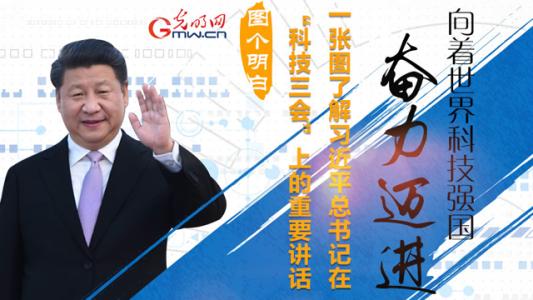 光明网
GMW.CN
向着世界科技强国
奋力迈进
一张图了解习近平总书记在
“科技三会”上的重要讲话
图个明白